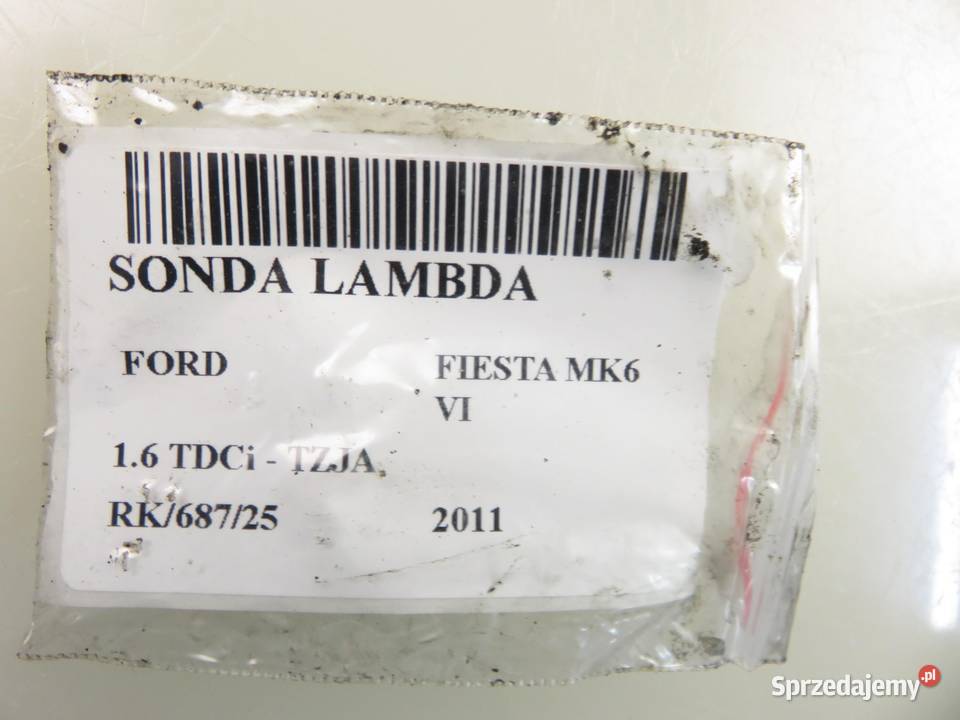 SONDA LAMBDA
FORD FIESTA MK6
VI
1.6 TDCi - TZJA,
RK/687/25 2011
Sprzedajemy.pl